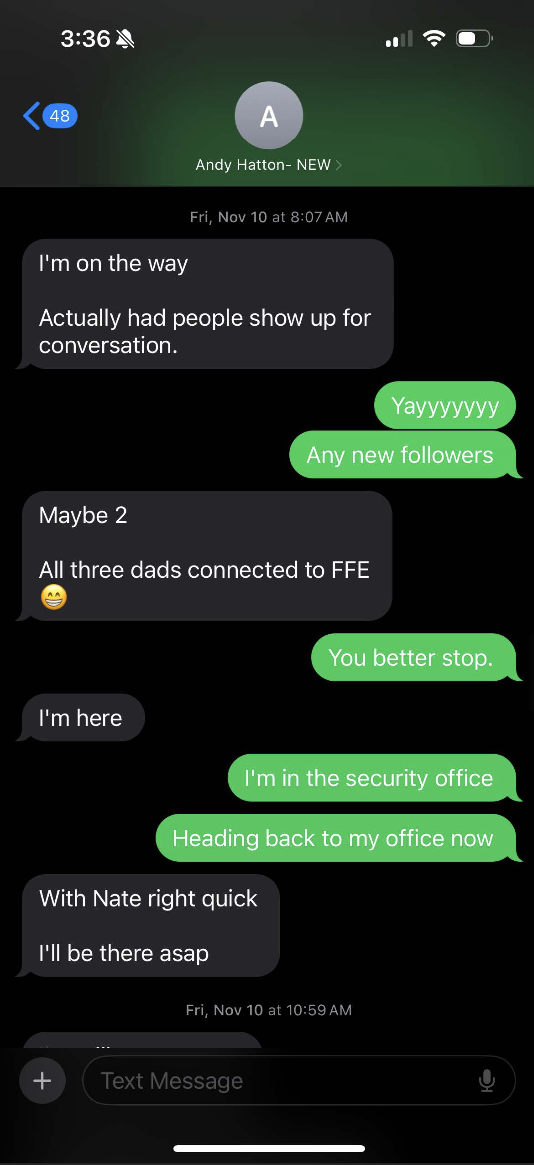 3:36
48
A
Andy Hatton- NEW
Fri, Nov 10 at 8:07 AM
I'm on the way
Actually had people show up for
conversation.
Yayyyyyyy
Any new followers
Maybe 2
All three dads connected to FFE
😁
You better stop.
I'm here
I'm in the security office
Heading back to my office now
With Nate right quick
I'll be there asap
Fri, Nov 10 at 10:59 AM
Text Message